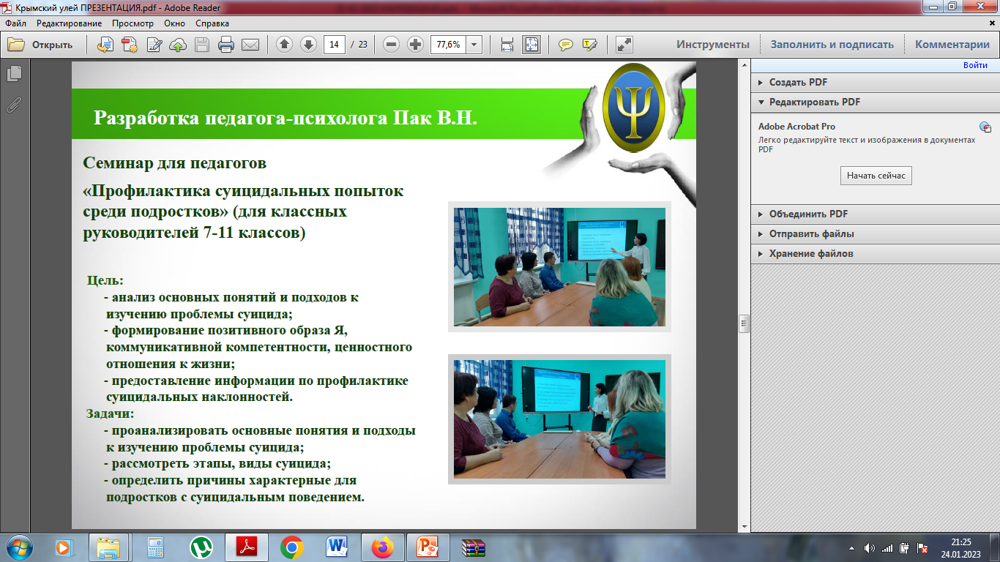 Крымский улей ПРЕЗЕНТАЦИЯ.pdf - Adobe Reader
Файл Редактирование Просмотр Окно Справка
Открыть 14 / 23 77,6% Инструменты Заполнить и подписать Комментарии
Войти
Создать PDF
Редактировать PDF
Adobe Acrobat Pro
Легко редактируйте текст и изображения в документах
PDF
Начать сейчас
Объединить PDF
Отправить файлы
Хранение файлов
Разработка педагога-психолога Пак В.Н.
Семинар для педагогов
«Профилактика суицидальных попыток
среди подростков» (для классных
руководителей 7-11 классов)
Цель:
- анализ основных понятий и подходов к
изучению проблемы суицида;
- формирование позитивного образа Я,
коммуникативной компетентности, ценностного
отношения к жизни;
- предоставление информации по профилактике
суицидальных наклонностей.
Задачи:
- проанализировать основные понятия и подходы
к изучению проблемы суицида;
- рассмотреть этапы, виды суицида;
- определить причины характерные для
подростков с суицидальным поведением.
21:25
24.01.2023